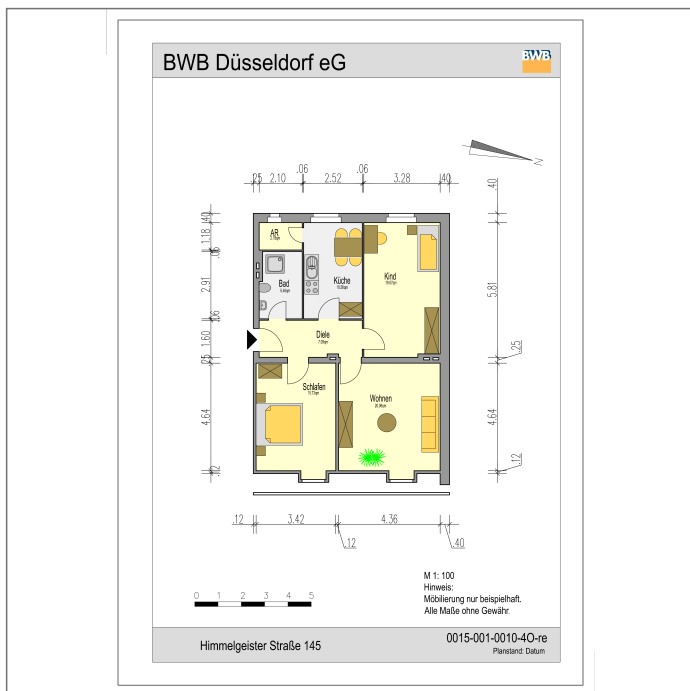 BWB Düsseldorf eG
BWB
N
.25 2.10 .06 2.52 .06 3.28 .40
.40
1.18
.06
2.91
.06
1.60
.25
4.64
.12
.40
5.81
.25
4.64
.12
AR
Bad
Küche
Kind
Diele
Schlafen
Wohnen
.12 3.42 .12 4.36 .40
0 1 2 3 4 5
M 1: 100
Hinweis:
Möbilierung nur beispielhaft.
Alle Maße ohne Gewähr.
Himmelgeister Straße 145
0015-001-0010-4O-re
Planstand: Datum